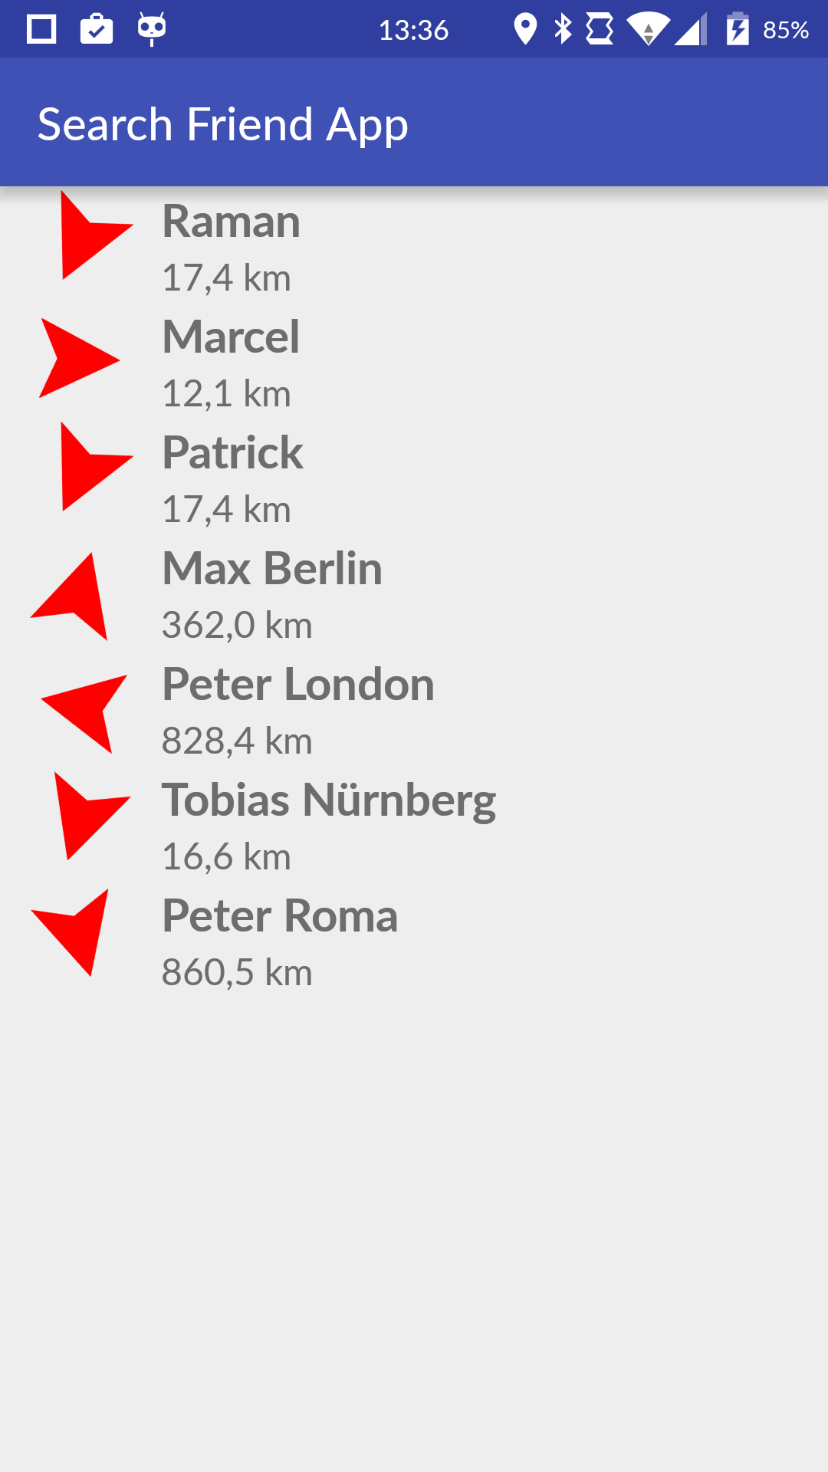 13:36
85%
Search Friend App
Raman
17,4 km
Marcel
12,1 km
Patrick
17,4 km
Max Berlin
362,0 km
Peter London
828,4 km
Tobias Nürnberg
16,6 km
Peter Roma
860,5 km